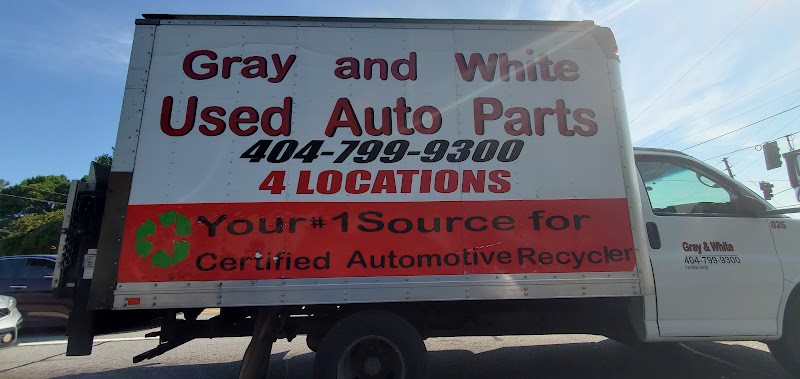 Gray and White
Used Auto Parts
404-799-9300
4 LOCATIONS
Your #1 Source for
Certified Automotive Recycler
Gray & White
404-799-9300
026